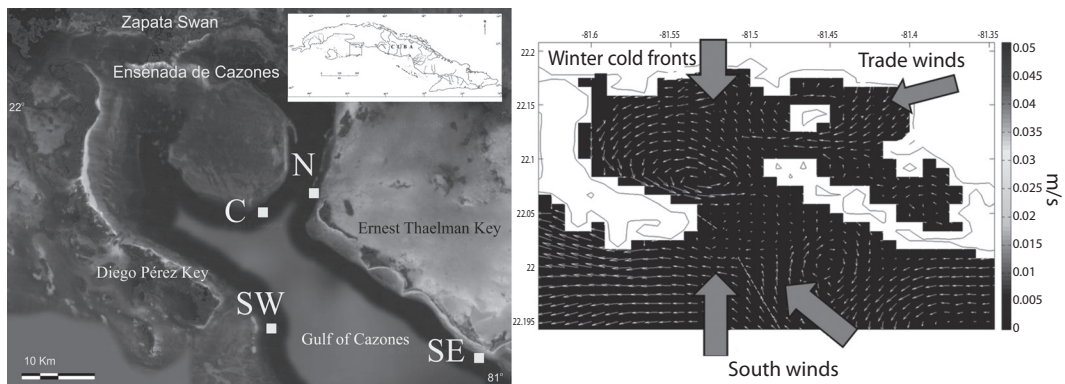 Zapata Swan
Ensenada de Cazones
22°
CUBA
N
C
Ernest Thaelman Key
Diego Pérez Key
SW
Gulf of Cazones
SE
10 Km
81°
-81.6 -81.55 -81.5 -81.45 -81.4 -81.35
22.2
22.15
22.1
22.05
22
22.195
Winter cold fronts
Trade winds
South winds
0.05
0.045
0.04
0.035
0.03
0.025
0.02
0.015
0.01
0.005
0
m/s